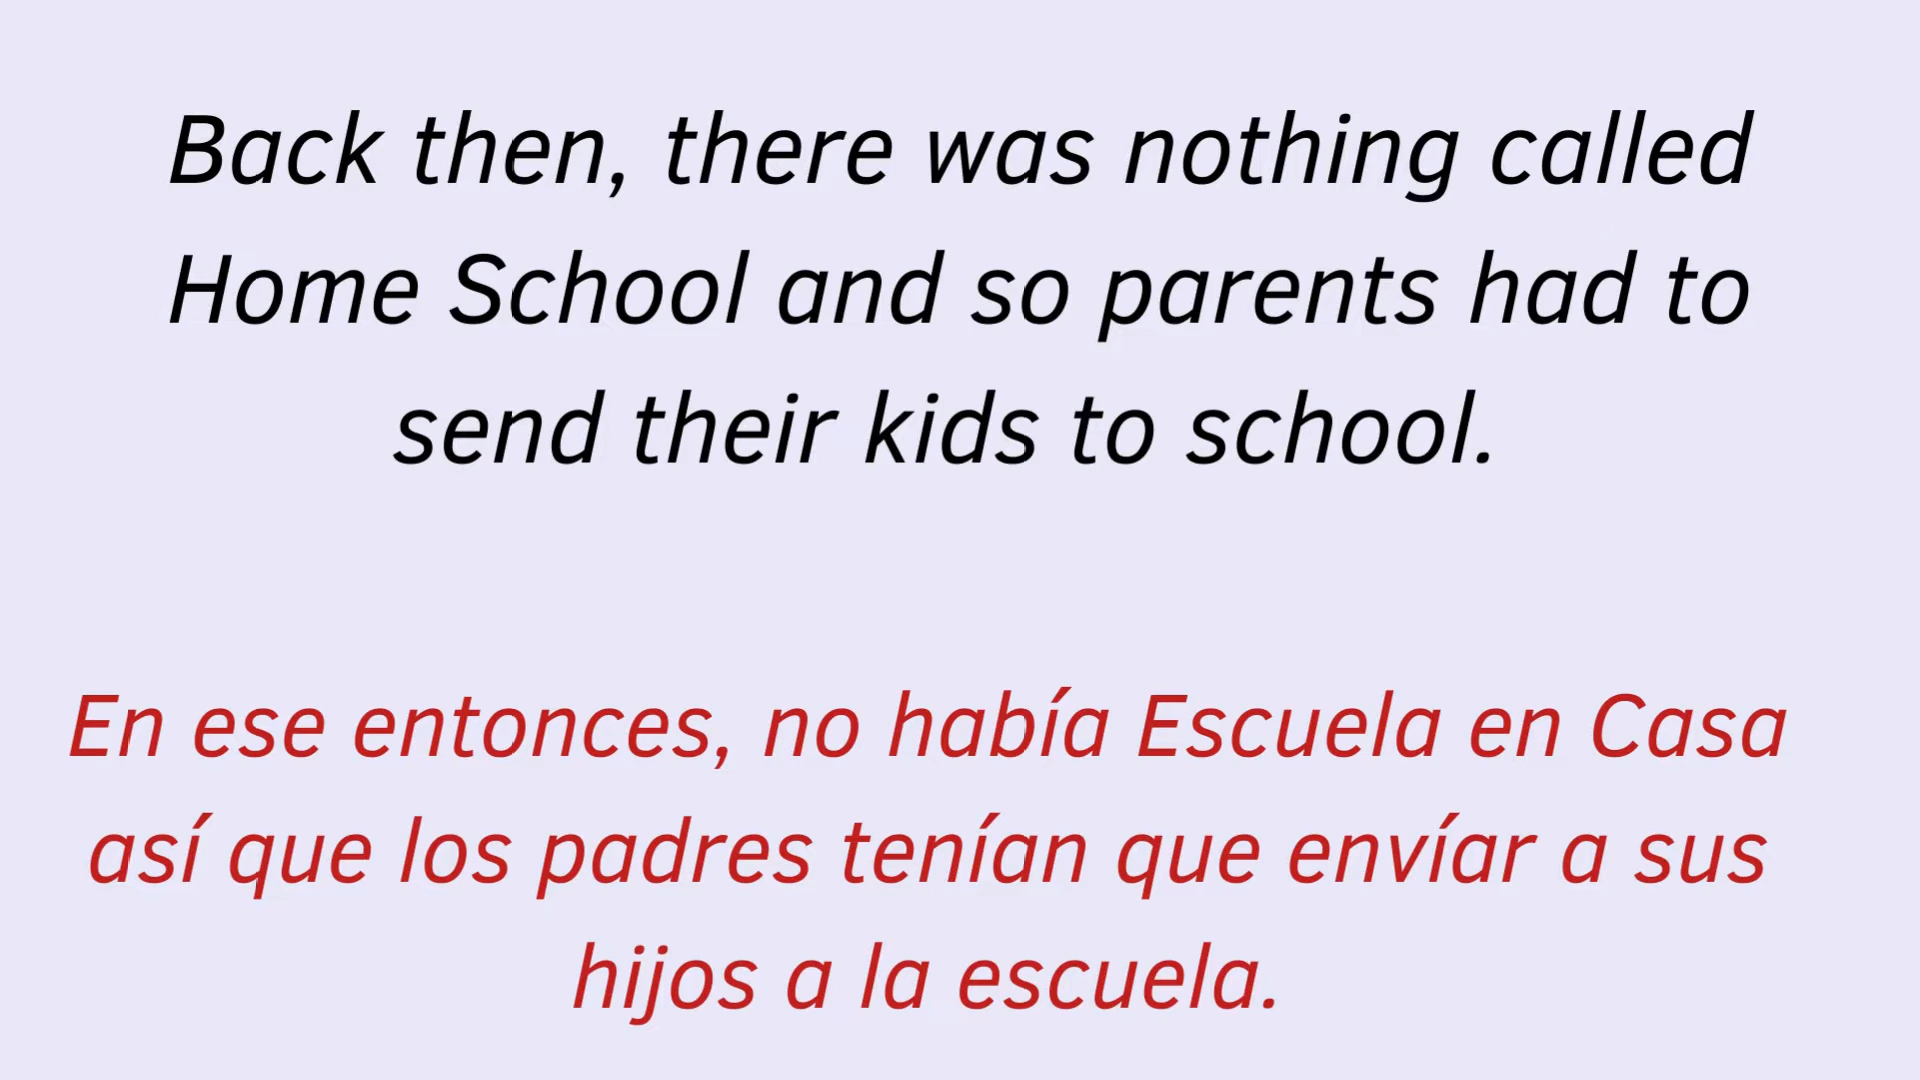 Back then, there was nothing called
Home School and so parents had to
send their kids to school.
En ese entonces, no había Escuela en Casa
así que los padres tenían que envíar a sus
hijos a la escuela.